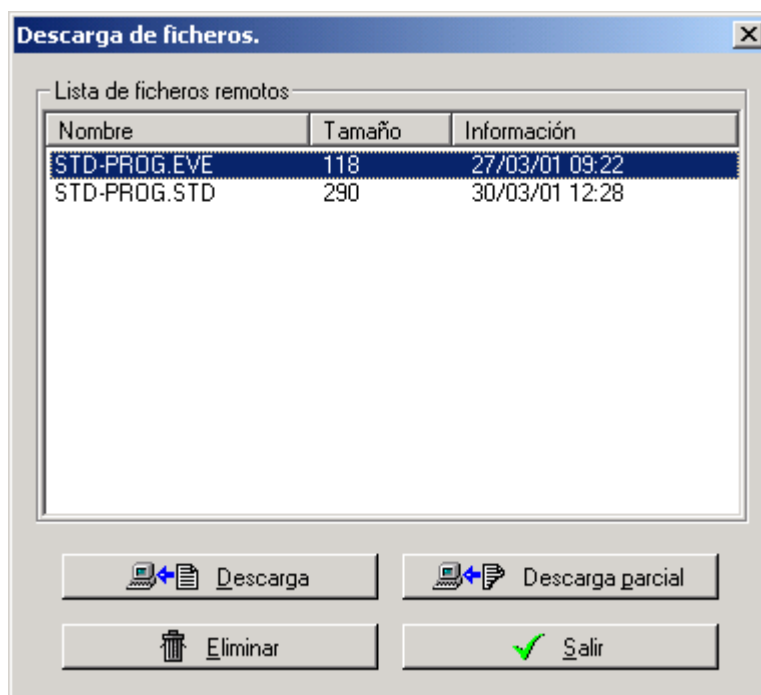 Descarga de ficheros.
Lista de ficheros remotos
Nombre Tamaño Información
STD-PROG.EVE 118 27/03/01 09:22
STD-PROG.STD 290 30/03/01 12:28
Descarga Descarga parcial
Eliminar Salir